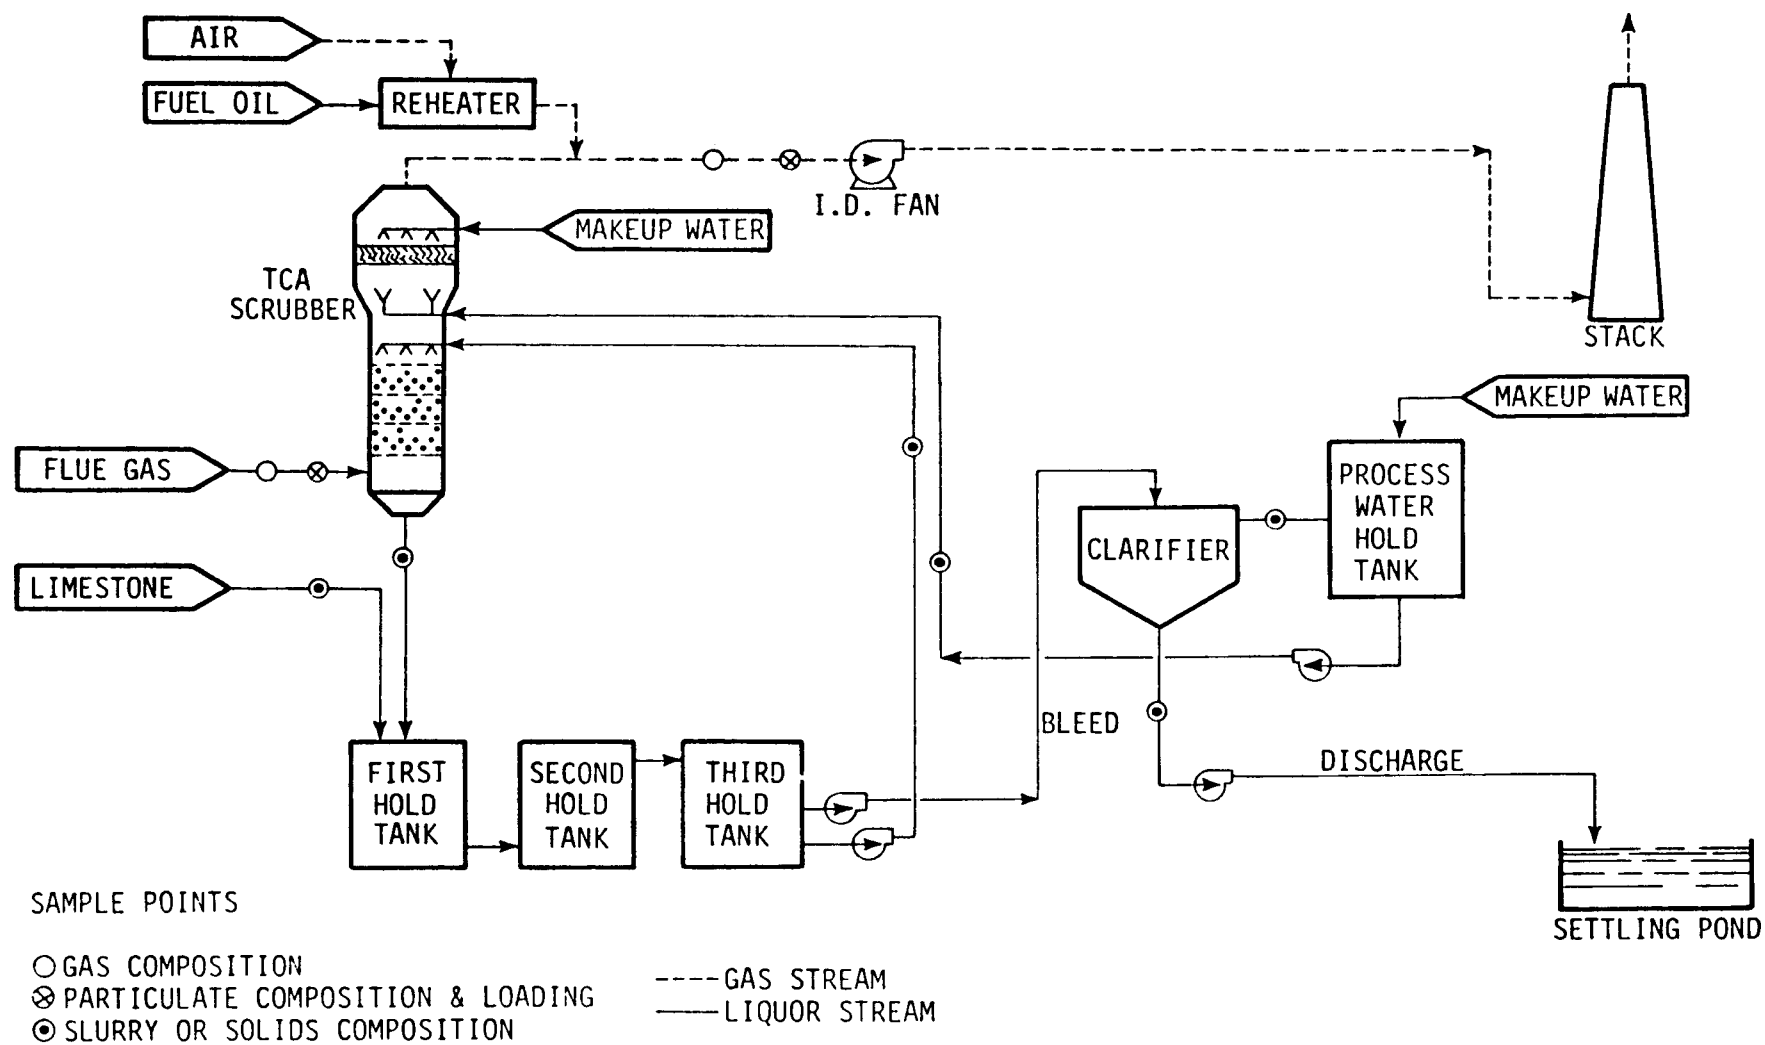 AIR
FUEL OIL
REHEATER
I.D. FAN
MAKEUP WATER
TCA
SCRUBBER
STACK
MAKEUP WATER
FLUE GAS
PROCESS
WATER
HOLD
TANK
CLARIFIER
LIMESTONE
BLEED
DISCHARGE
FIRST
HOLD
TANK
SECOND
HOLD
TANK
THIRD
HOLD
TANK
SETTLING POND
SAMPLE POINTS
GAS COMPOSITION
PARTICULATE COMPOSITION & LOADING
SLURRY OR SOLIDS COMPOSITION
GAS STREAM
LIQUOR STREAM